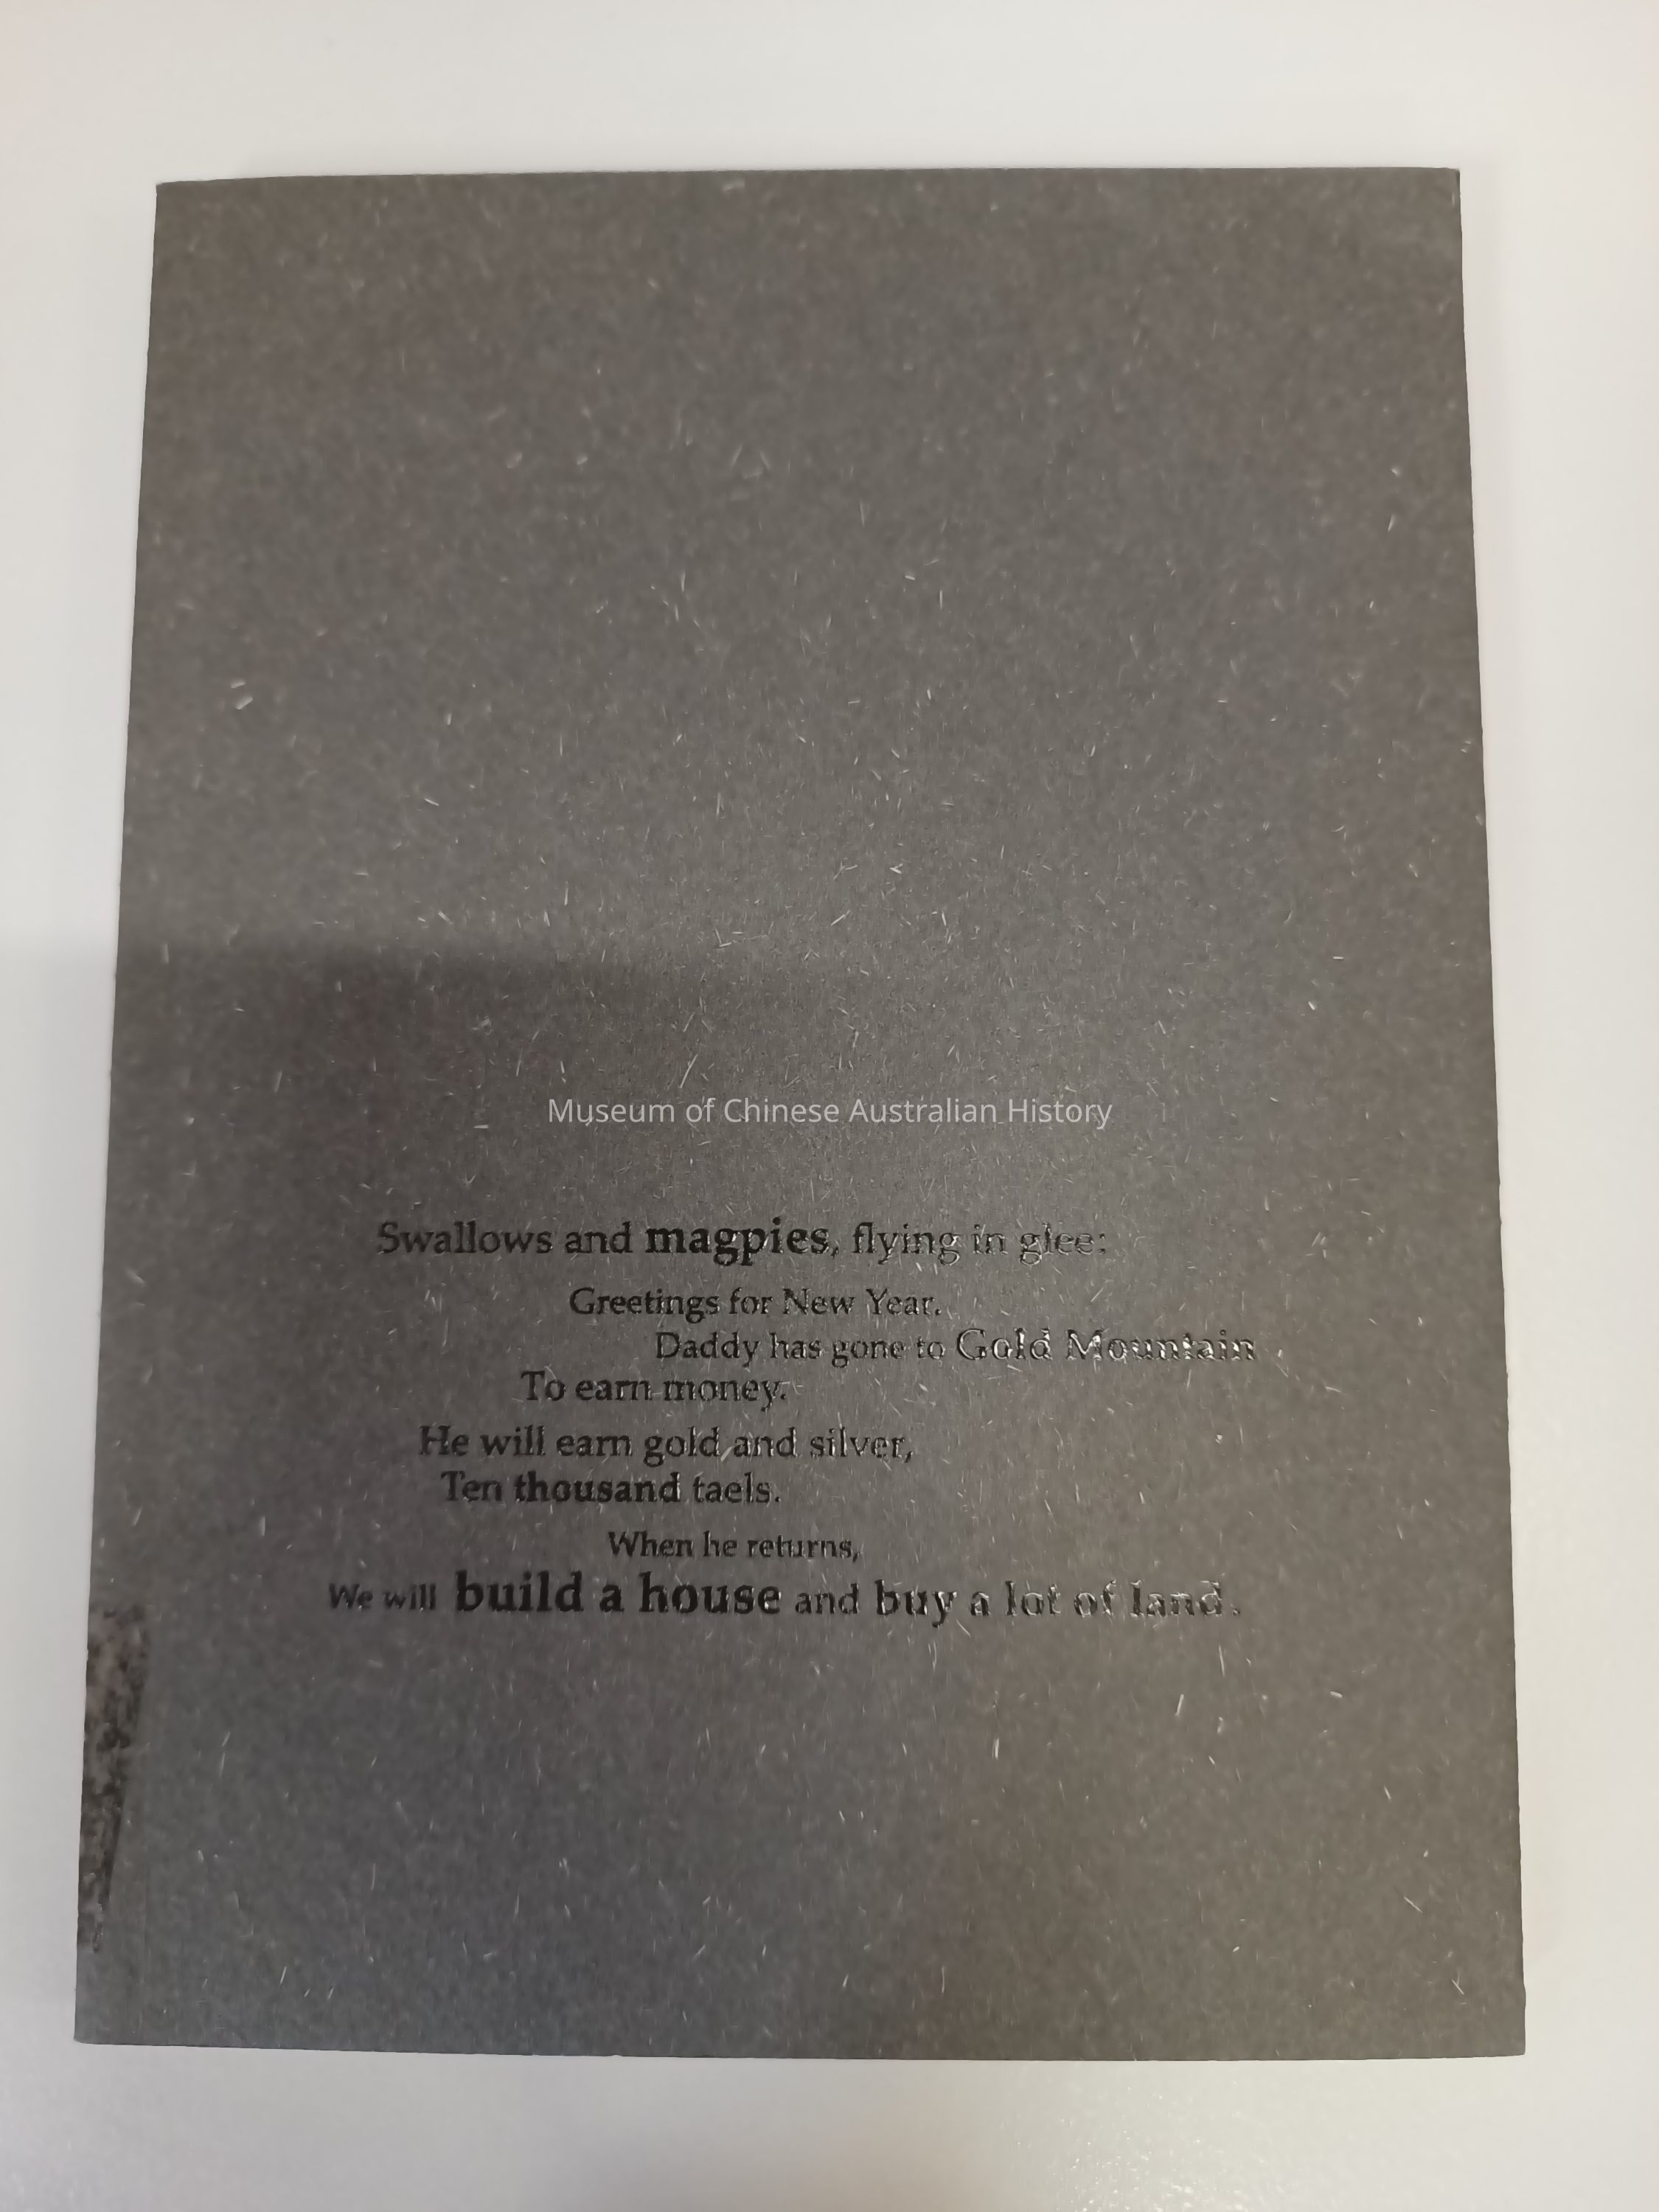 Museum of Chinese Australian History
Swallows and magpies, flying in glee:
Greetings for New Year.
Daddy has gone to Gold Mountain
To earn money.
He will earn gold and silver,
Ten thousand taels.
When he returns,
We will build a house and buy a lot of land.